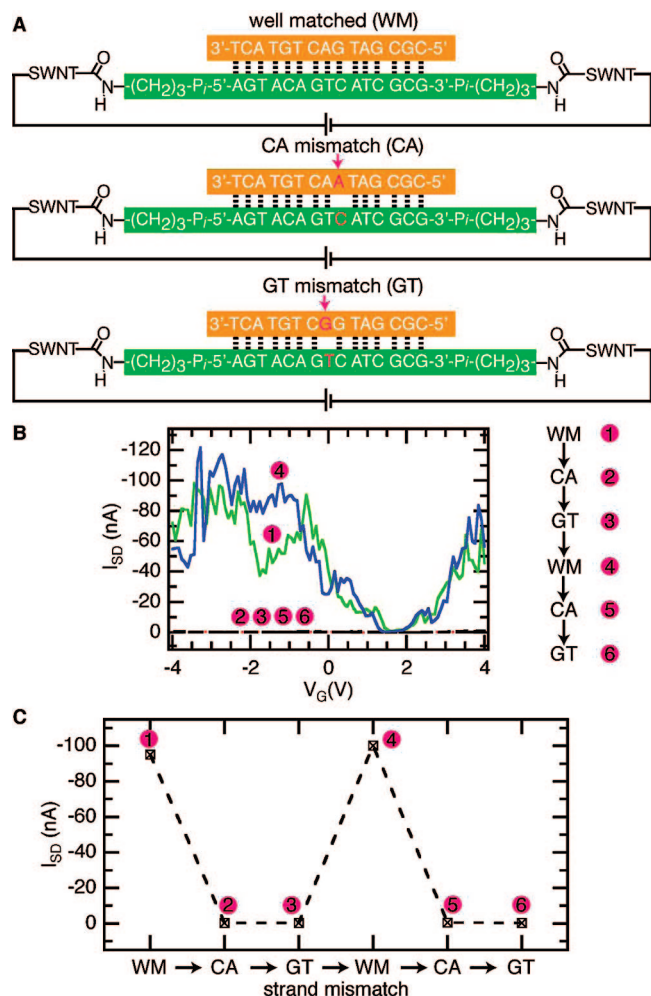 A
well matched (WM)
3'-TCA TGT CAG TAG CGC-5'
SWNT O N H -(CH2)3-Pi-5'-AGT ACA GTC ATC GCG-3'-Pi-(CH2)3- N H O SWNT
CA mismatch (CA)
3'-TCA TGT CAA TAG CGC-5'
SWNT O N H -(CH2)3-Pi-5'-AGT ACA GTC ATC GCG-3'-Pi-(CH2)3- N H O SWNT
GT mismatch (GT)
3'-TCA TGT CGG TAG CGC-5'
SWNT O N H -(CH2)3-Pi-5'-AGT ACA GTC ATC GCG-3'-Pi-(CH2)3- N H O SWNT
B
ISD (nA)
-120
-100
-80
-60
-40
-20
0
4
1
2 3 5 6
-4 -2 0 2 4
VG(V)
WM 1
CA 2
GT 3
WM 4
CA 5
GT 6
C
ISD (nA)
-100
-80
-60
-40
-20
0
1
4
2 3 5 6
WM CA GT WM CA GT
strand mismatch